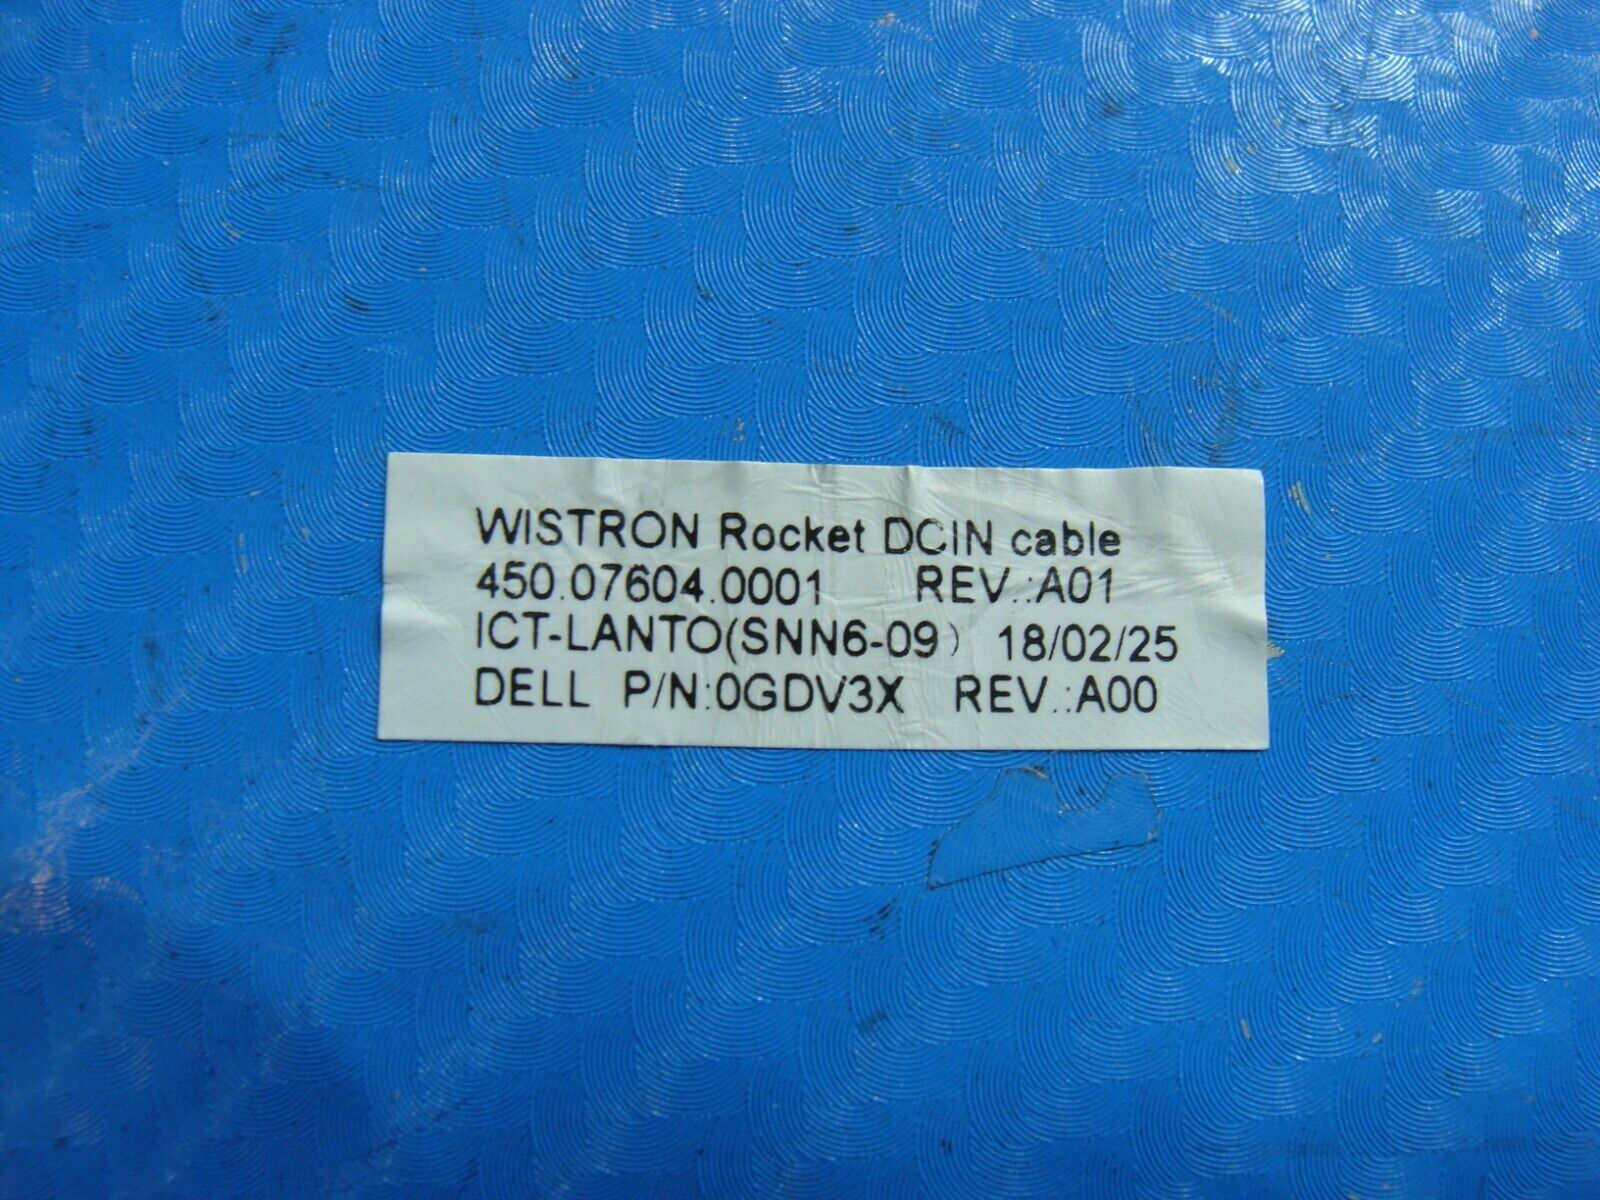 WISTRON Rocket DCIN cable
450.07604.0001 REV.:A01
ICT-LANTO(SNN6-09) 18/02/25
DELL P/N:0GDV3X REV.:A00